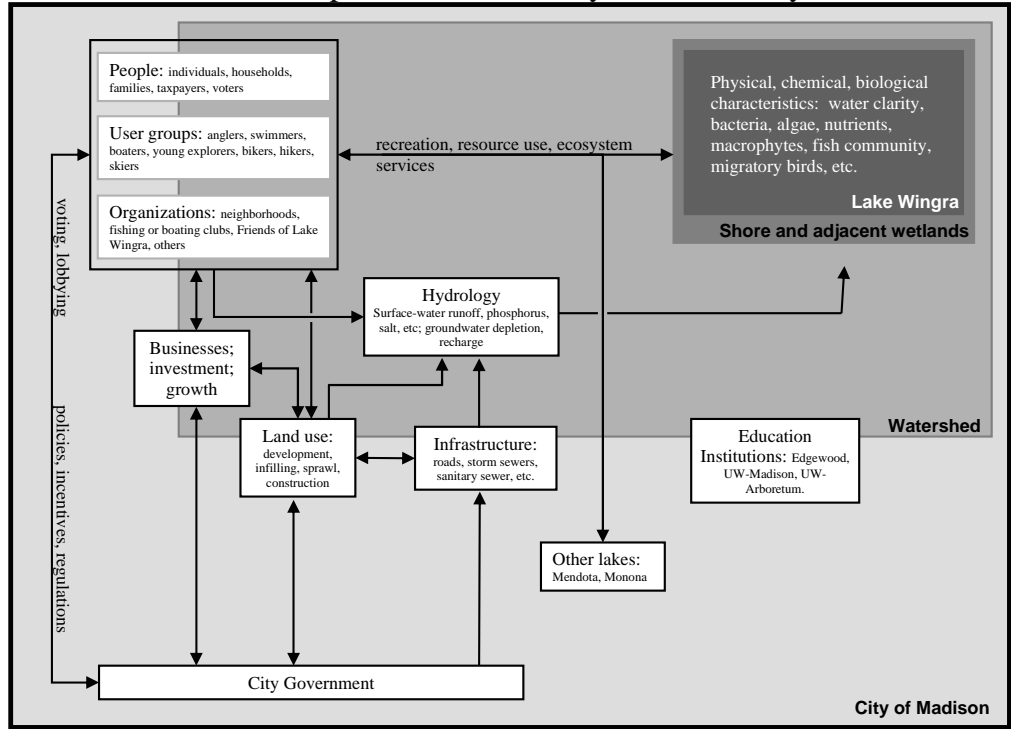 People: individuals, households,
families, taxpayers, voters
User groups: anglers, swimmers,
boaters, young explorers, bikers, hikers,
skiers
Organizations: neighborhoods,
fishing or boating clubs, Friends of Lake
Wingra, others
recreation, resource use, ecosystem
services
Physical, chemical, biological
characteristics: water clarity,
bacteria, algae, nutrients,
macrophytes, fish community,
migratory birds, etc.
Lake Wingra
Shore and adjacent wetlands
voting, lobbying
policies, incentives, regulations
Hydrology
Surface-water runoff, phosphorus,
salt, etc; groundwater depletion,
recharge
Businesses;
investment;
growth
Land use:
development,
infilling, sprawl,
construction
Infrastructure:
roads, storm sewers,
sanitary sewer, etc.
Watershed
Education
Institutions: Edgewood,
UW-Madison, UW-
Arboretum.
Other lakes:
Mendota, Monona
City Government
City of Madison